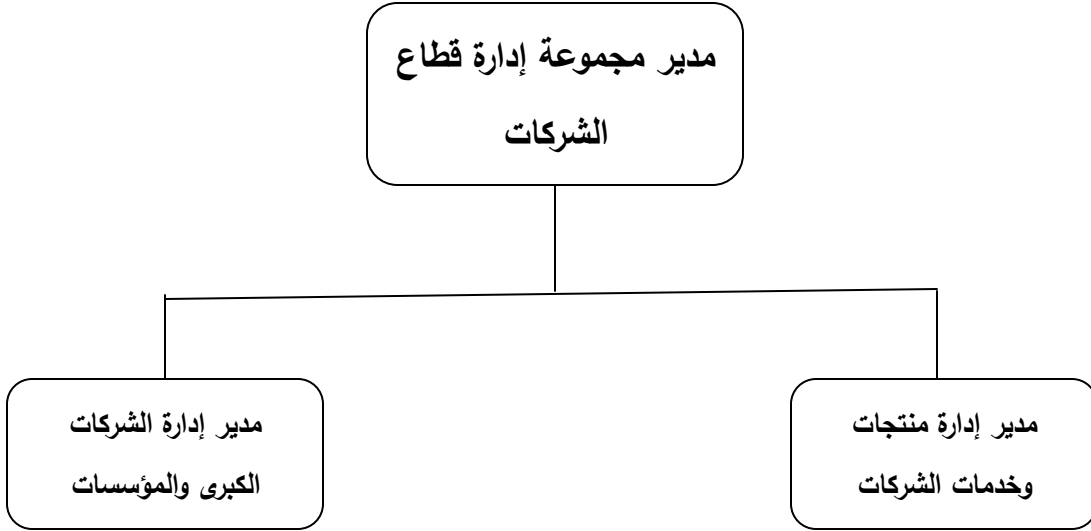 مدير مجموعة إدارة قطاع
الشركات
مدير إدارة منتجات
وخدمات الشركات
مدير إدارة الشركات
الكبرى والمؤسسات